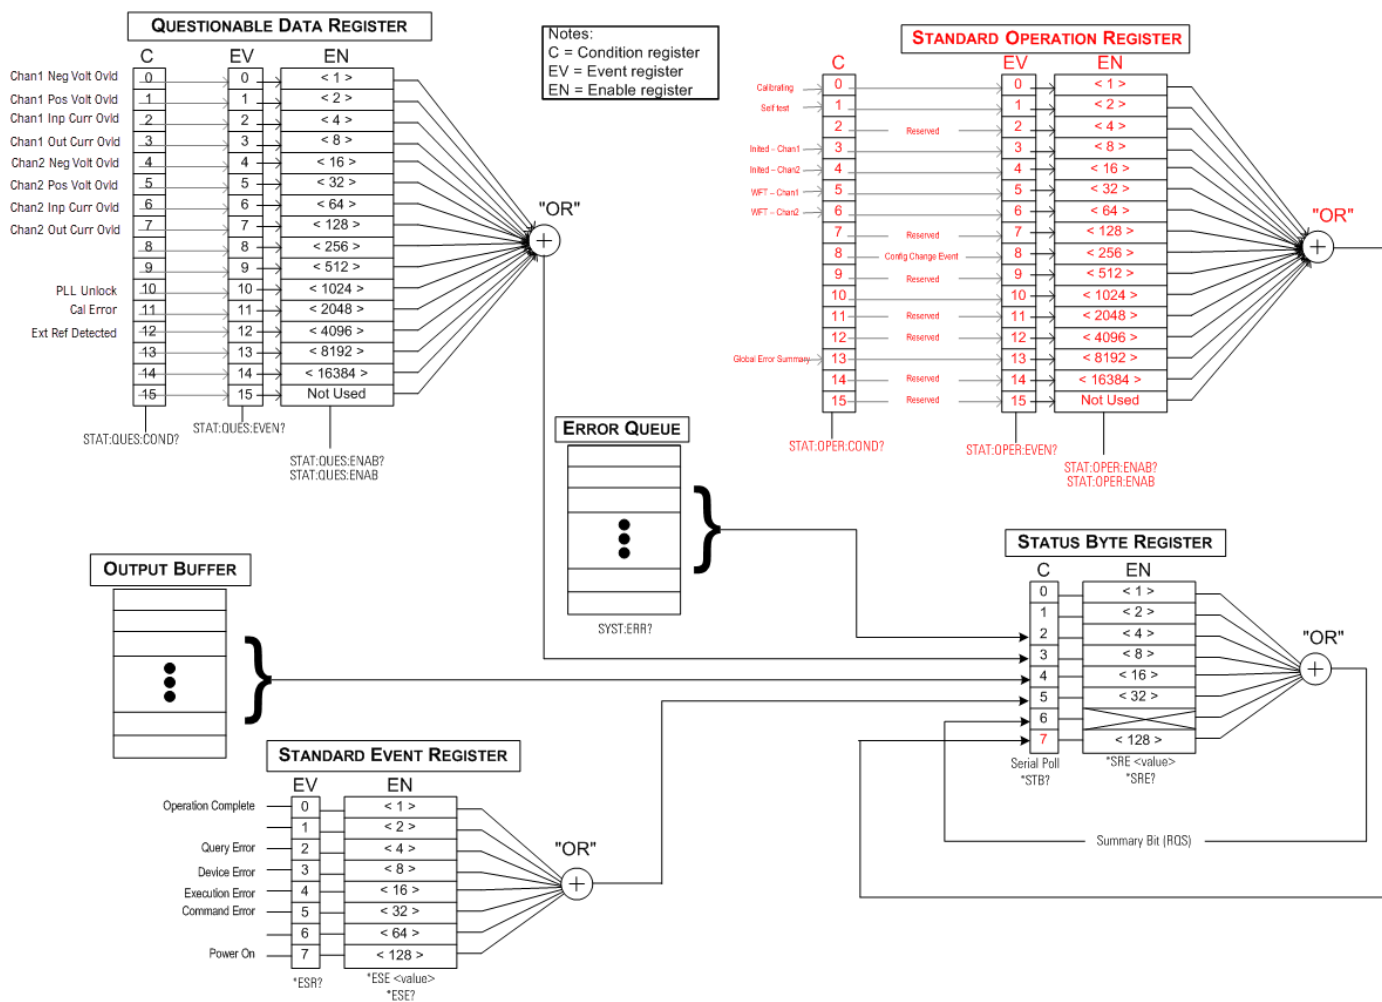 QUESTIONABLE DATA REGISTER
C EV EN
Chan1 Neg Volt Ovld 0 0 < 1 >
Chan1 Pos Volt Ovld 1 1 < 2 >
Chan1 Inp Curr Ovld 2 2 < 4 >
Chan1 Out Curr Ovld 3 3 < 8 >
Chan2 Neg Volt Ovld 4 4 < 16 >
Chan2 Pos Volt Ovld 5 5 < 32 >
Chan2 Inp Curr Ovld 6 6 < 64 >
Chan2 Out Curr Ovld 7 7 < 128 >
8 8 < 256 >
9 9 < 512 >
PLL Unlock 10 10 < 1024 >
Cal Error 11 11 < 2048 >
Ext Ref Detected 12 12 < 4096 >
13 13 < 8192 >
14 14 < 16384 >
15 15 Not Used
"OR"
+
STAT:QUES:COND?
STAT:QUES:EVEN?
STAT:QUES:ENAB?
STAT:QUES:ENAB
Notes:
C = Condition register
EV = Event register
EN = Enable register
STANDARD OPERATION REGISTER
C EV EN
Calibrating 0 0 < 1 >
Self test 1 1 < 2 >
2 Reserved 2 < 4 >
Inited – Chan1 3 3 < 8 >
Inited – Chan2 4 4 < 16 >
WFT – Chan1 5 5 < 32 >
WFT – Chan2 6 6 < 64 >
7 Reserved 7 < 128 >
8 Config Change Event 8 < 256 >
9 Reserved 9 < 512 >
10 10 < 1024 >
11 Reserved 11 < 2048 >
12 Reserved 12 < 4096 >
Global Error Summary 13 13 < 8192 >
14 Reserved 14 < 16384 >
15 Reserved 15 Not Used
"OR"
+
STAT:OPER:COND?
STAT:OPER:EVEN?
STAT:OPER:ENAB?
STAT:OPER:ENAB
ERROR QUEUE
SYST:ERR?
OUTPUT BUFFER
STATUS BYTE REGISTER
C EN
0 < 1 >
1 < 2 >
2 < 4 >
3 < 8 >
4 < 16 >
5 < 32 >
6
7 < 128 >
"OR"
+
Serial Poll
*STB?
*SRE <value>
*SRE?
Summary Bit (RQS)
STANDARD EVENT REGISTER
EV EN
Operation Complete 0 < 1 >
1 < 2 >
Query Error 2 < 4 >
Device Error 3 < 8 >
Execution Error 4 < 16 >
Command Error 5 < 32 >
6 < 64 >
Power On 7 < 128 >
"OR"
+
*ESR?
*ESE <value>
*ESE?